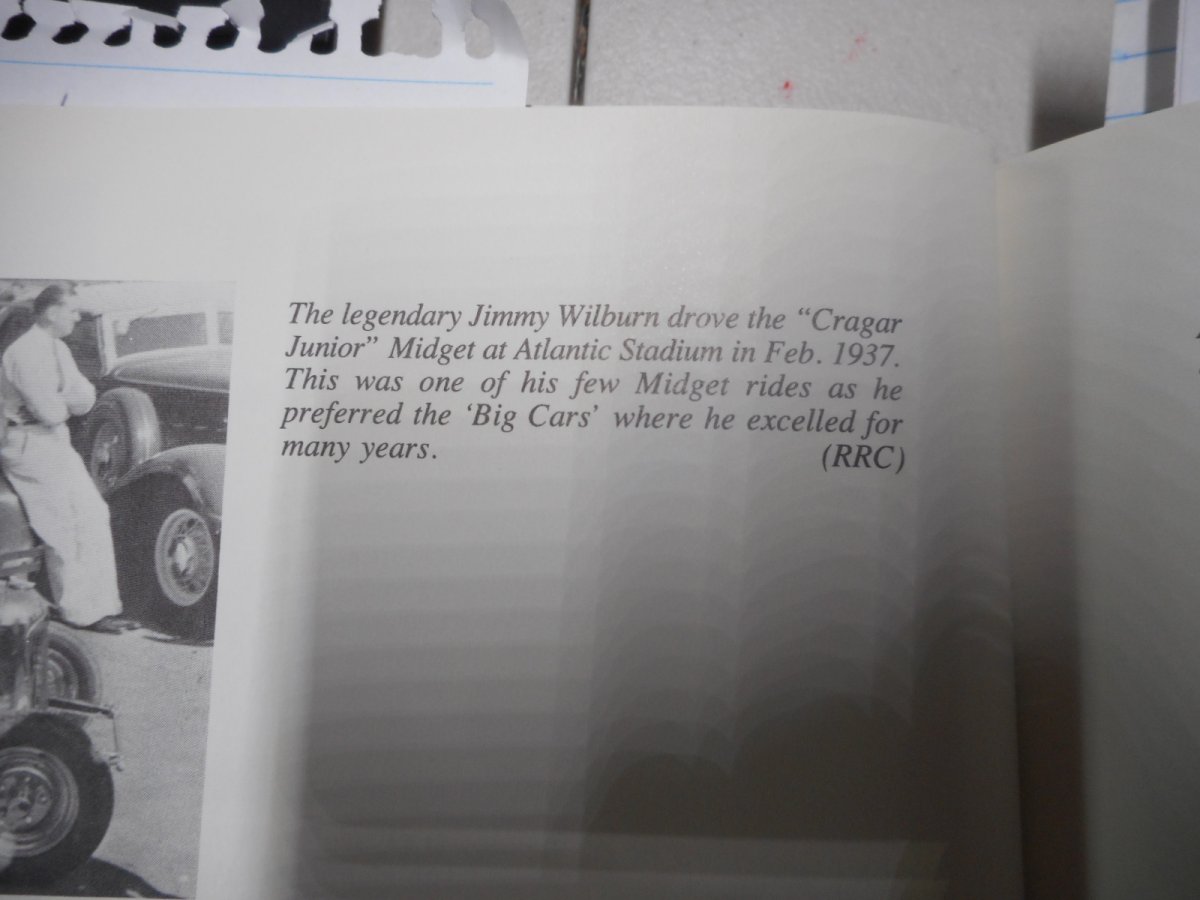 The legendary Jimmy Wilburn drove the “Cragar
Junior” Midget at Atlantic Stadium in Feb. 1937.
This was one of his few Midget rides as he
preferred the ‘Big Cars’ where he excelled for
many years. (RRC)